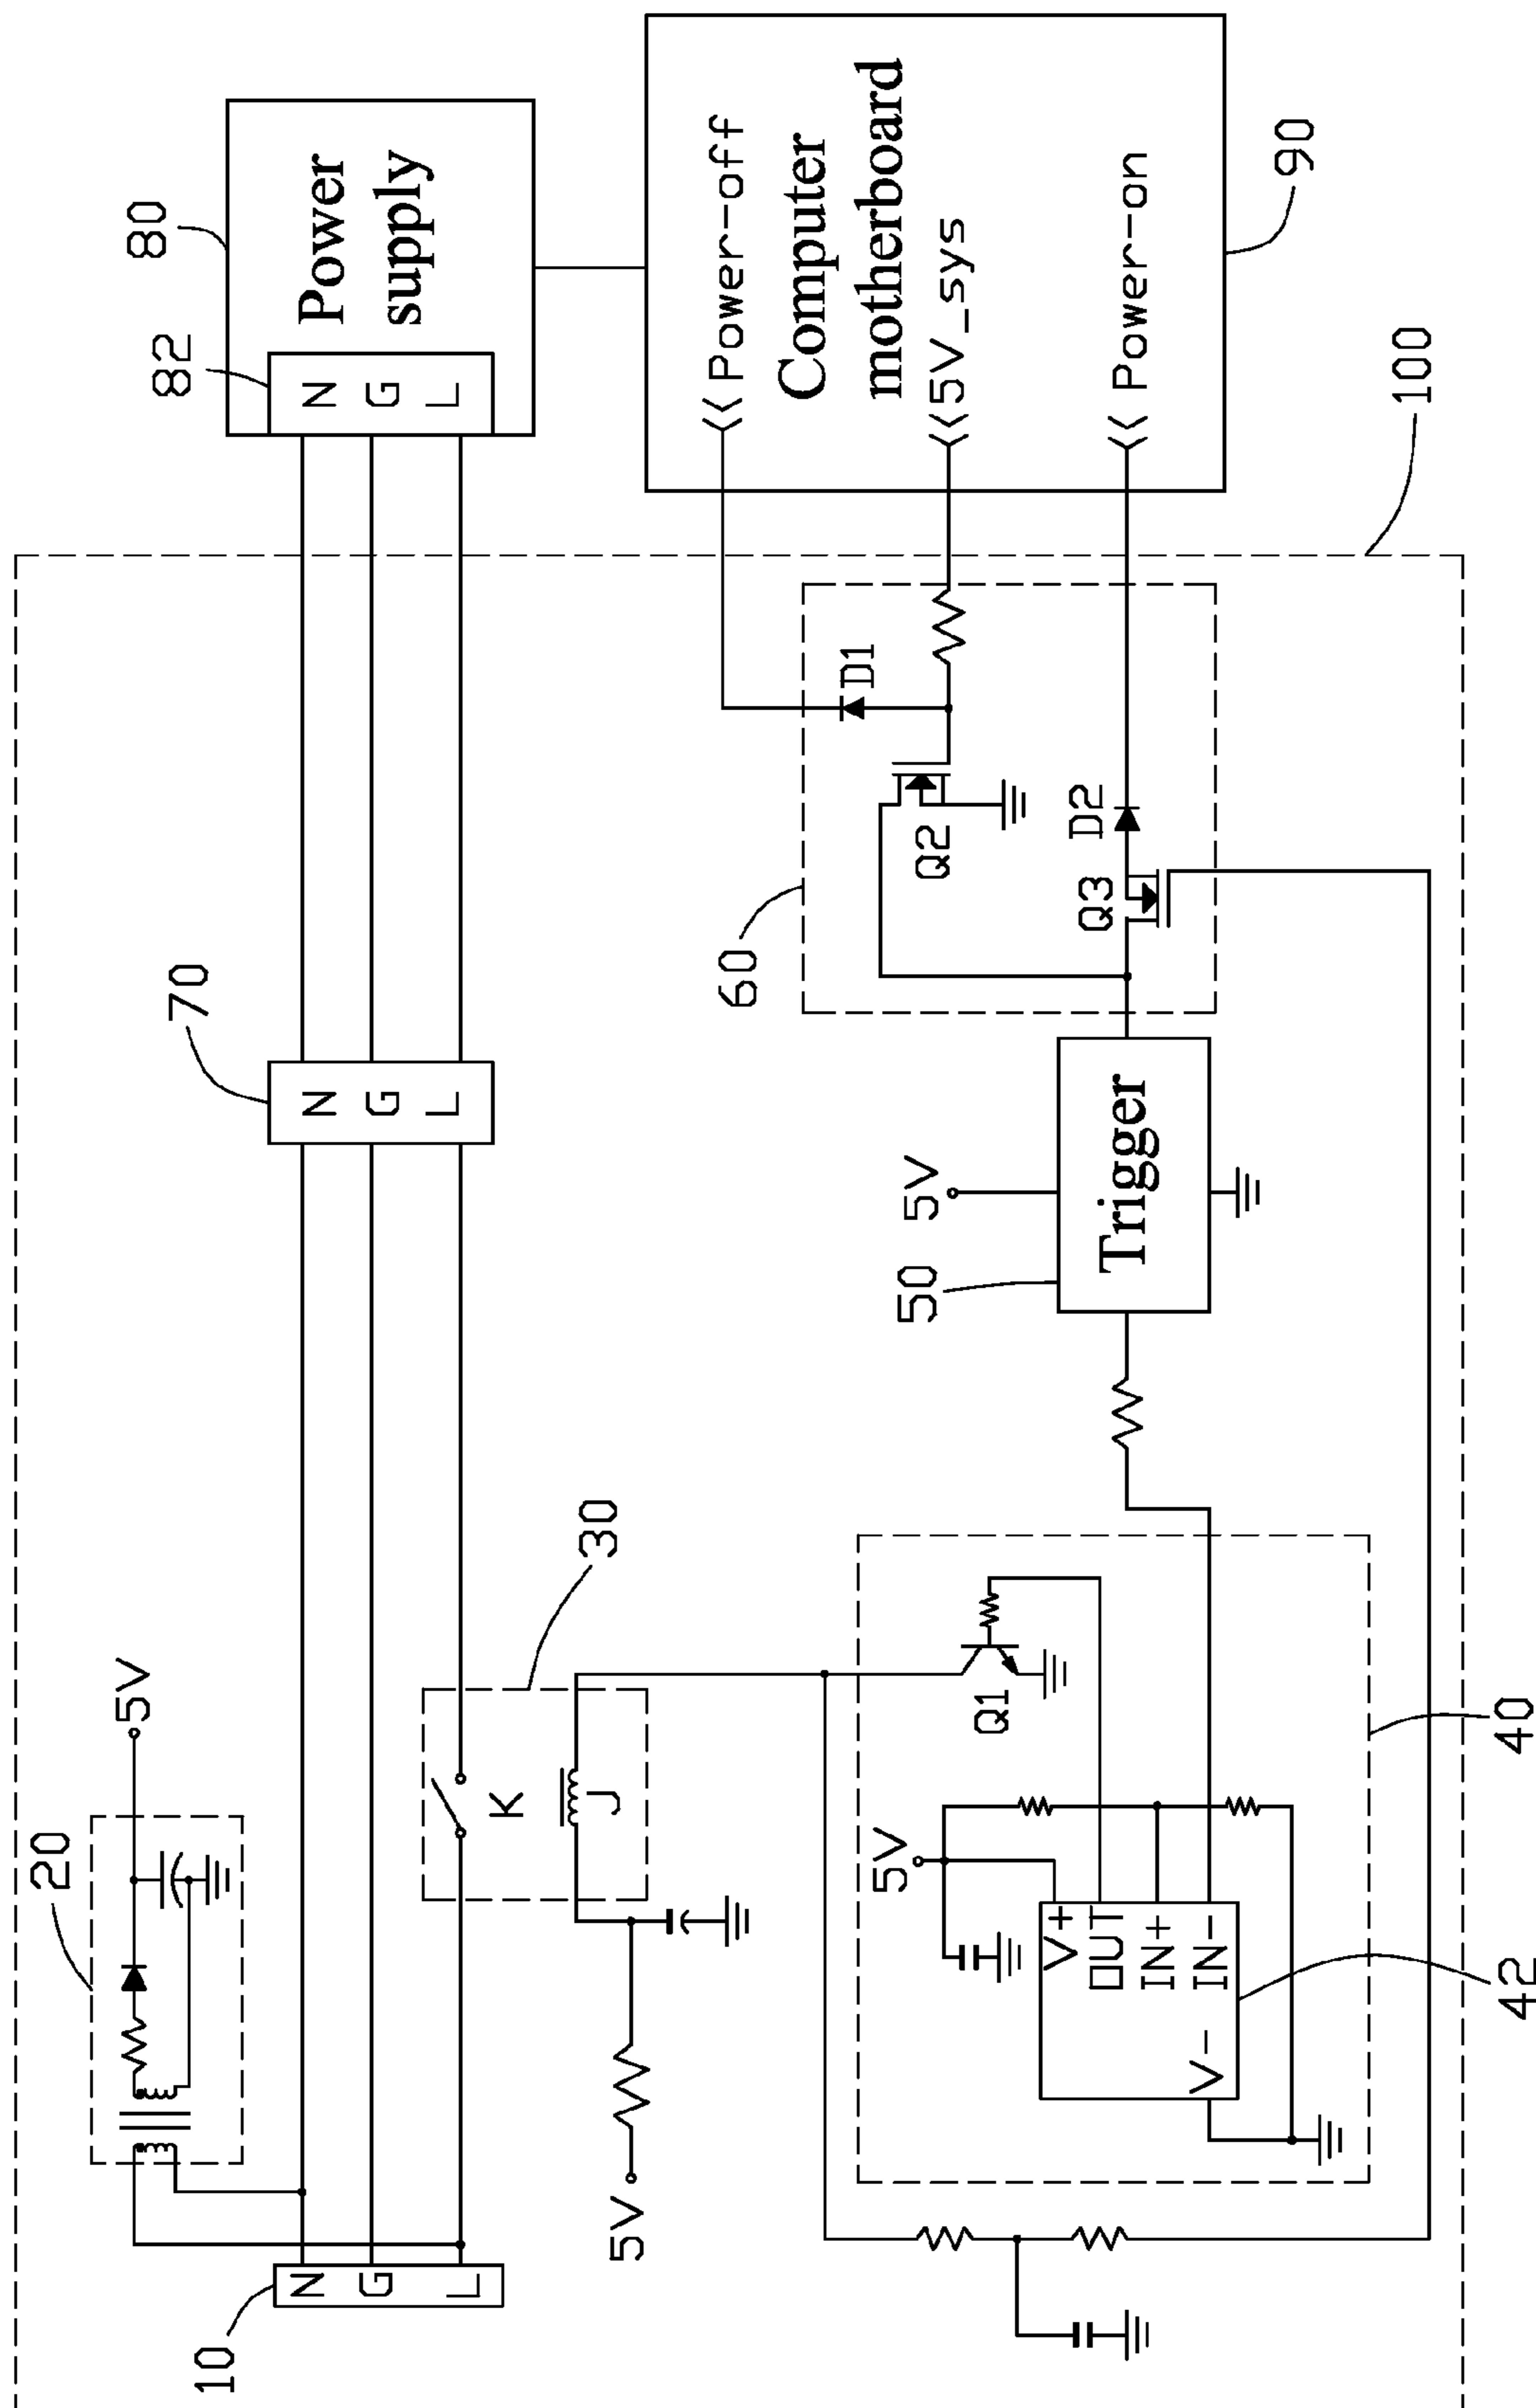 10
N
G
L
20
5V
30
K
J
5V
70
N
G
L
82
N
G
L
80
Power
supply
Power-off
Computer
motherboard
5V_sys
Power-on
90
100
60
D1
Q2
D2
Q3
50
5V
Trigger
Q1
5V
V+
OUT
IN+
IN-
V-
40
42